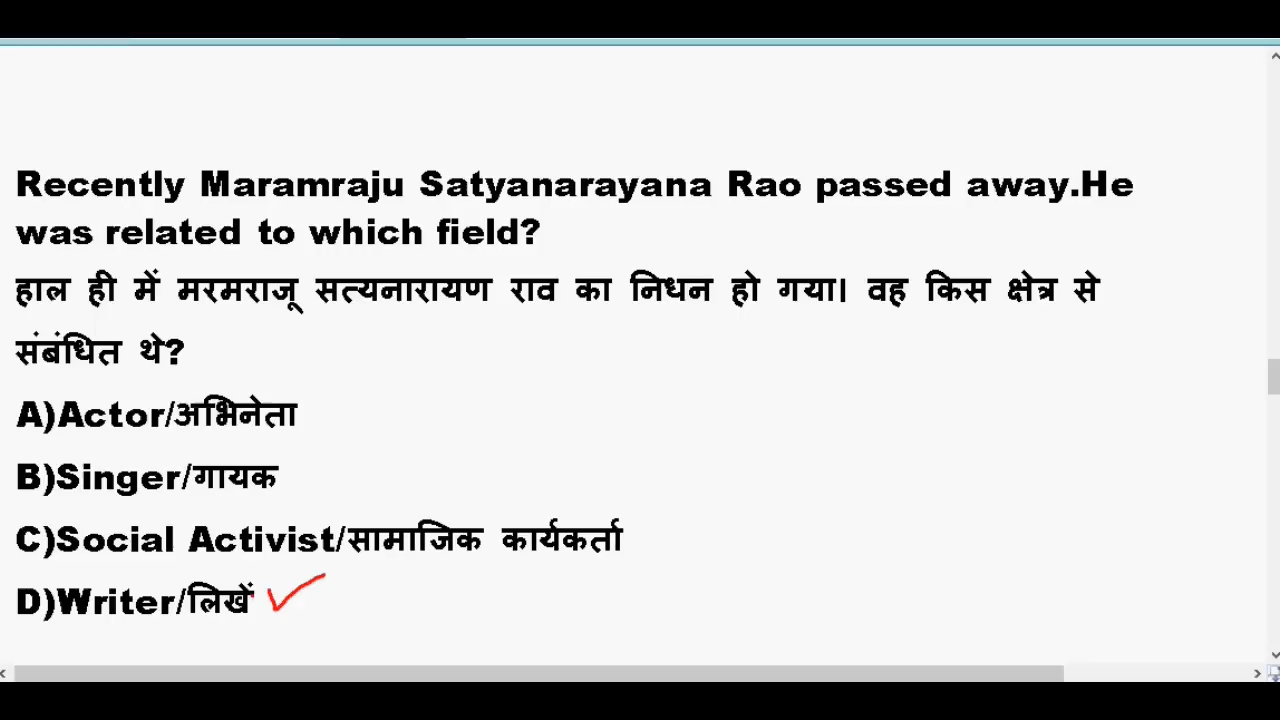 Recently Maramraju Satyanarayana Rao passed away.He
was related to which field?
हाल ही में मरमराजू सत्यनारायण राव का निधन हो गया। वह किस क्षेत्र से
संबंधित थे?
A)Actor/अभिनेता
B)Singer/गायक
C)Social Activist/सामाजिक कार्यकर्ता
D)Writer/लिखें